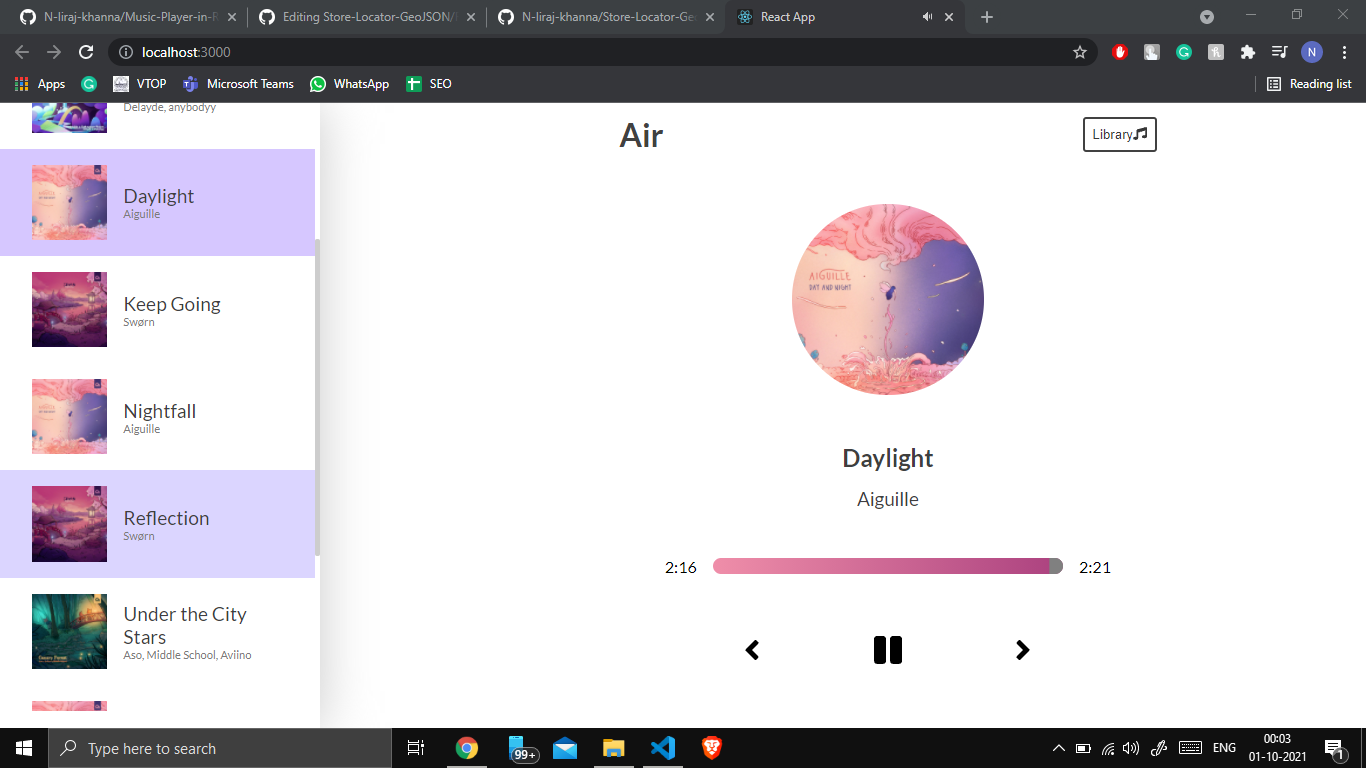 N-liraj-khanna/Music-Player-in-R
Editing Store-Locator-GeoJSON/
N-liraj-khanna/Store-Locator-Ge
React App
localhost:3000
N
Apps
VTOP
Microsoft Teams
WhatsApp
SEO
Reading list
Delayde, anybodyy
Daylight
Aiguille
Keep Going
Swørn
Nightfall
Aiguille
Reflection
Swørn
Under the City
Stars
Aso, Middle School, Aviino
Air
Library
AIGUILLE
DAY AND NIGHT
Daylight
Aiguille
2:16
2:21
Type here to search
99+
ENG
00:03
01-10-2021
1